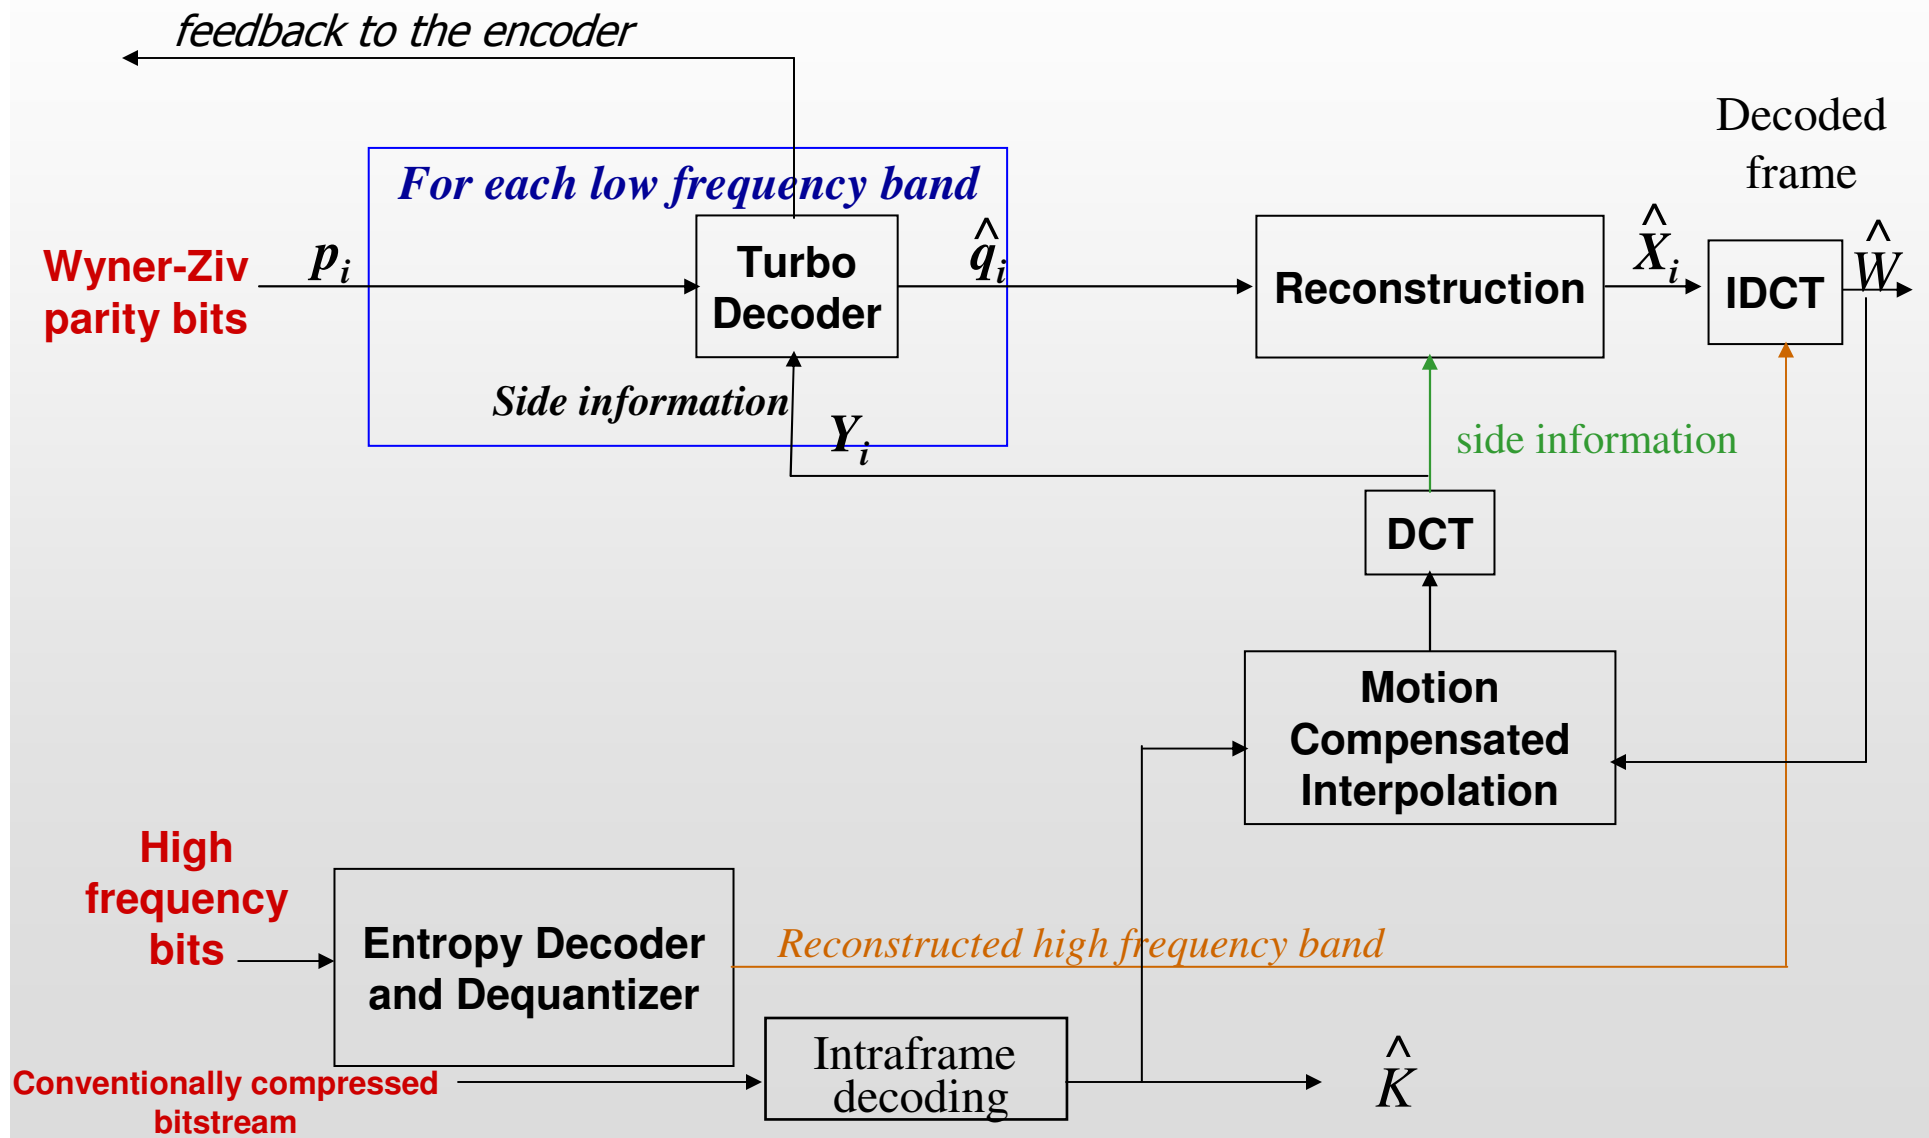 feedback to the encoder
Decoded
frame
For each low frequency band
Wyner-Ziv
parity bits
p_i
Turbo
Decoder
q̂_i
Reconstruction
X̂_i
IDCT
Ŵ
Side information
Y_i
side information
DCT
Motion
Compensated
Interpolation
High
frequency
bits
Entropy Decoder
and Dequantizer
Reconstructed high frequency band
Intraframe
decoding
K̂
Conventionally compressed
bitstream